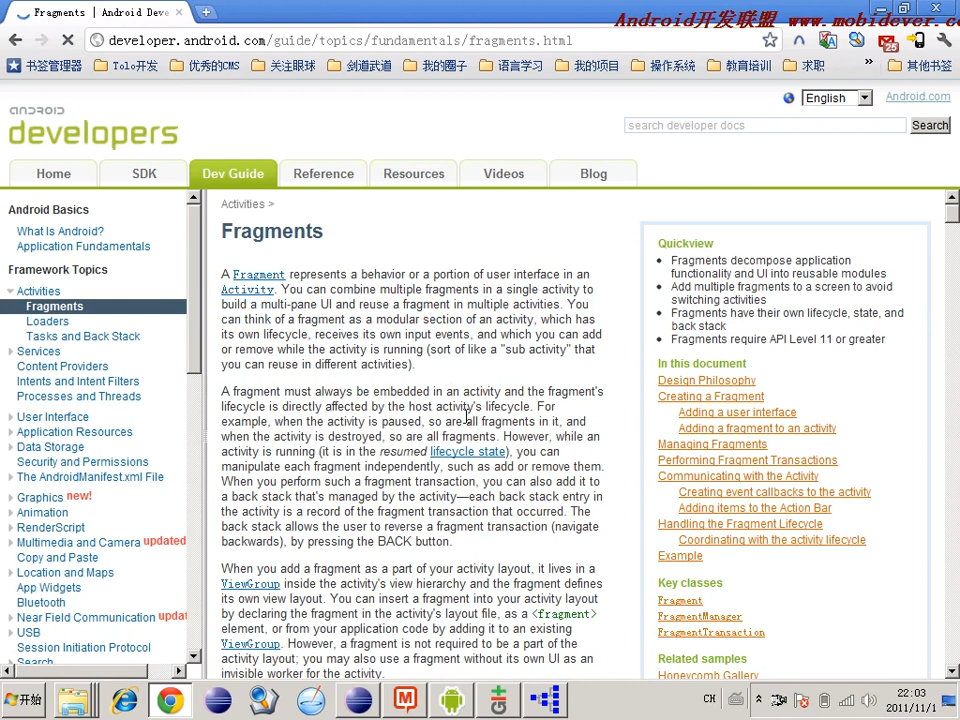 Fragments | Android Deve
Android开发联盟 www.mobidever.c
developer.android.com/guide/topics/fundamentals/fragments.html
25
书签管理器 Tolo开发 优秀的CMS 关注眼球 剑道武道 我的圈子 语言学习 我的项目 操作系统 教育培训 求职 » 其他书签
English Android.com
android
developers
search developer docs Search
Home SDK Dev Guide Reference Resources Videos Blog
Android Basics
What Is Android?
Application Fundamentals
Framework Topics
Activities
Fragments
Loaders
Tasks and Back Stack
Services
Content Providers
Intents and Intent Filters
Processes and Threads
User Interface
Application Resources
Data Storage
Security and Permissions
The AndroidManifest.xml File
Graphics new!
Animation
RenderScript
Multimedia and Camera updated
Copy and Paste
Location and Maps
App Widgets
Bluetooth
Near Field Communication updat
USB
Session Initiation Protocol
Search
Activities >
Fragments
A Fragment represents a behavior or a portion of user interface in an
Activity. You can combine multiple fragments in a single activity to
build a multi-pane UI and reuse a fragment in multiple activities. You
can think of a fragment as a modular section of an activity, which has
its own lifecycle, receives its own input events, and which you can add
or remove while the activity is running (sort of like a "sub activity" that
you can reuse in different activities).
A fragment must always be embedded in an activity and the fragment's
lifecycle is directly affected by the host activity's lifecycle. For
example, when the activity is paused, so are all fragments in it, and
when the activity is destroyed, so are all fragments. However, while an
activity is running (it is in the resumed lifecycle state), you can
manipulate each fragment independently, such as add or remove them.
When you perform such a fragment transaction, you can also add it to
a back stack that's managed by the activity—each back stack entry in
the activity is a record of the fragment transaction that occurred. The
back stack allows the user to reverse a fragment transaction (navigate
backwards), by pressing the BACK button.
When you add a fragment as a part of your activity layout, it lives in a
ViewGroup inside the activity's view hierarchy and the fragment defines
its own view layout. You can insert a fragment into your activity layout
by declaring the fragment in the activity's layout file, as a <fragment>
element, or from your application code by adding it to an existing
ViewGroup. However, a fragment is not required to be a part of the
activity layout; you may also use a fragment without its own UI as an
invisible worker for the activity.
Quickview
Fragments decompose application
functionality and UI into reusable modules
Add multiple fragments to a screen to avoid
switching activities
Fragments have their own lifecycle, state, and
back stack
Fragments require API Level 11 or greater
In this document
Design Philosophy
Creating a Fragment
Adding a user interface
Adding a fragment to an activity
Managing Fragments
Performing Fragment Transactions
Communicating with the Activity
Creating event callbacks to the activity
Adding items to the Action Bar
Handling the Fragment Lifecycle
Coordinating with the activity lifecycle
Example
Key classes
Fragment
FragmentManager
FragmentTransaction
Related samples
Honeycomb Gallery
开始 CH 22:03
2011/11/1